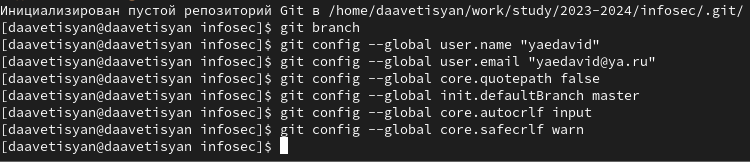 Инициализирован пустой репозиторий Git в /home/daavetisyan/work/study/2023-2024/infosec/.git/
[daavetisyan@daavetisyan infosec]$ git branch
[daavetisyan@daavetisyan infosec]$ git config --global user.name "yaedavid"
[daavetisyan@daavetisyan infosec]$ git config --global user.email "yaedavid@ya.ru"
[daavetisyan@daavetisyan infosec]$ git config --global core.quotepath false
[daavetisyan@daavetisyan infosec]$ git config --global init.defaultBranch master
[daavetisyan@daavetisyan infosec]$ git config --global core.autocrlf input
[daavetisyan@daavetisyan infosec]$ git config --global core.safecrlf warn
[daavetisyan@daavetisyan infosec]$